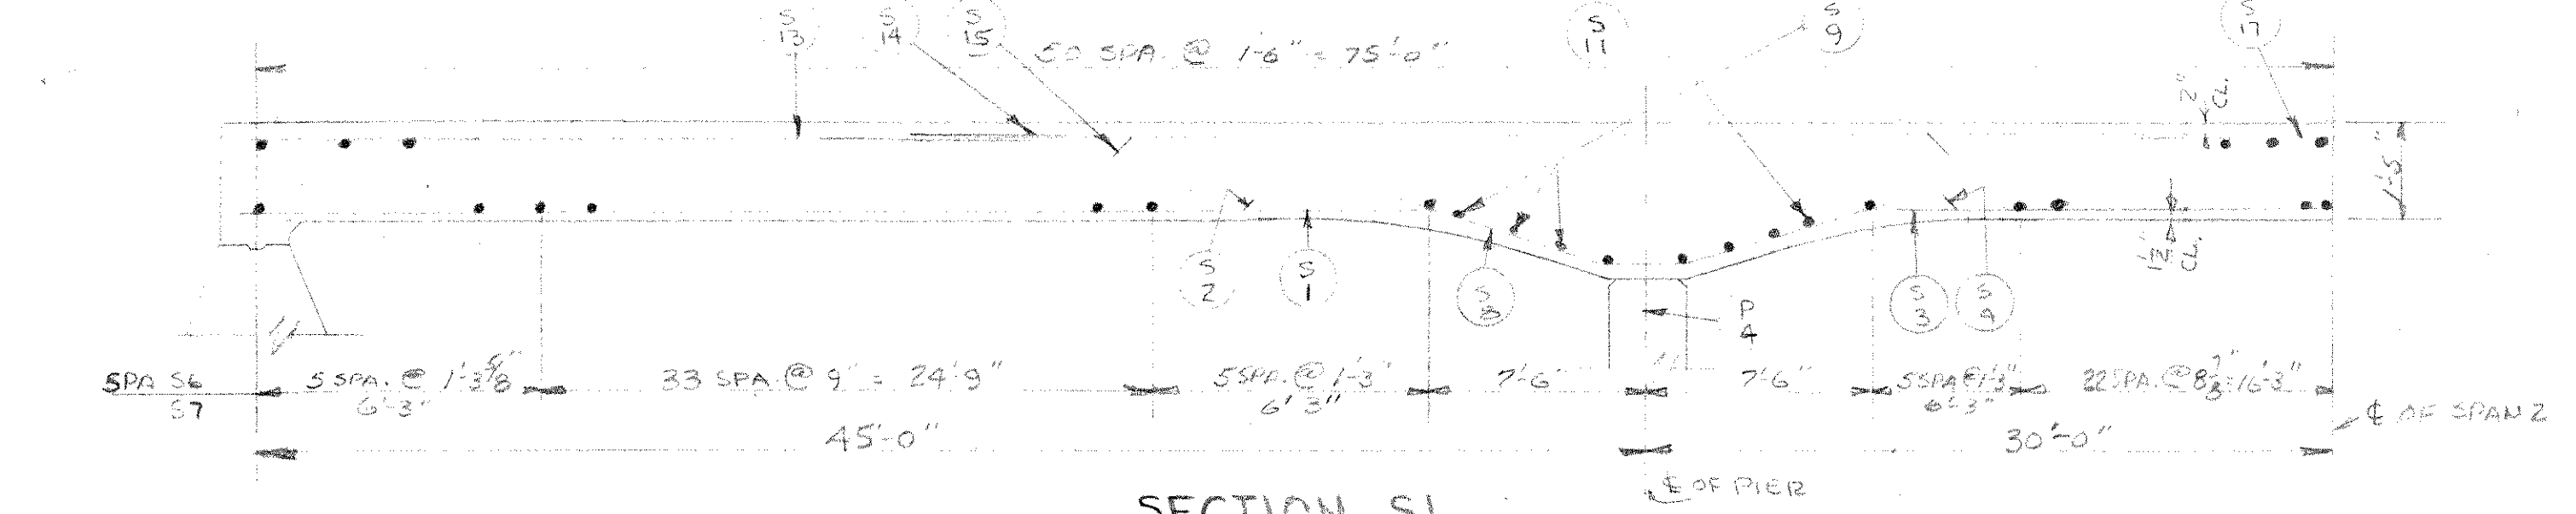 S
13
S
14
S
15
50 SPA. @ 1'-6" = 75'-0"
S
11
S
9
S
17
2"
CL.
1'-5"
S
2
S
1
S
8
P
4
S
3
S
9
1½"
CL.
SPA S6
S7
5 SPA. @ 1'-3"
6'-3"
33 SPA. @ 9" = 24'-9"
5 SPA. @ 1'-3"
6'3"
7'-6"
7'-6"
5 SPA @ 1'-3"
6'-3"
22 SPA. @ 8⅞" = 16'-3"
45'-0"
30'-0"
℄ OF SPAN 2
℄ OF PIER
SECTION S1